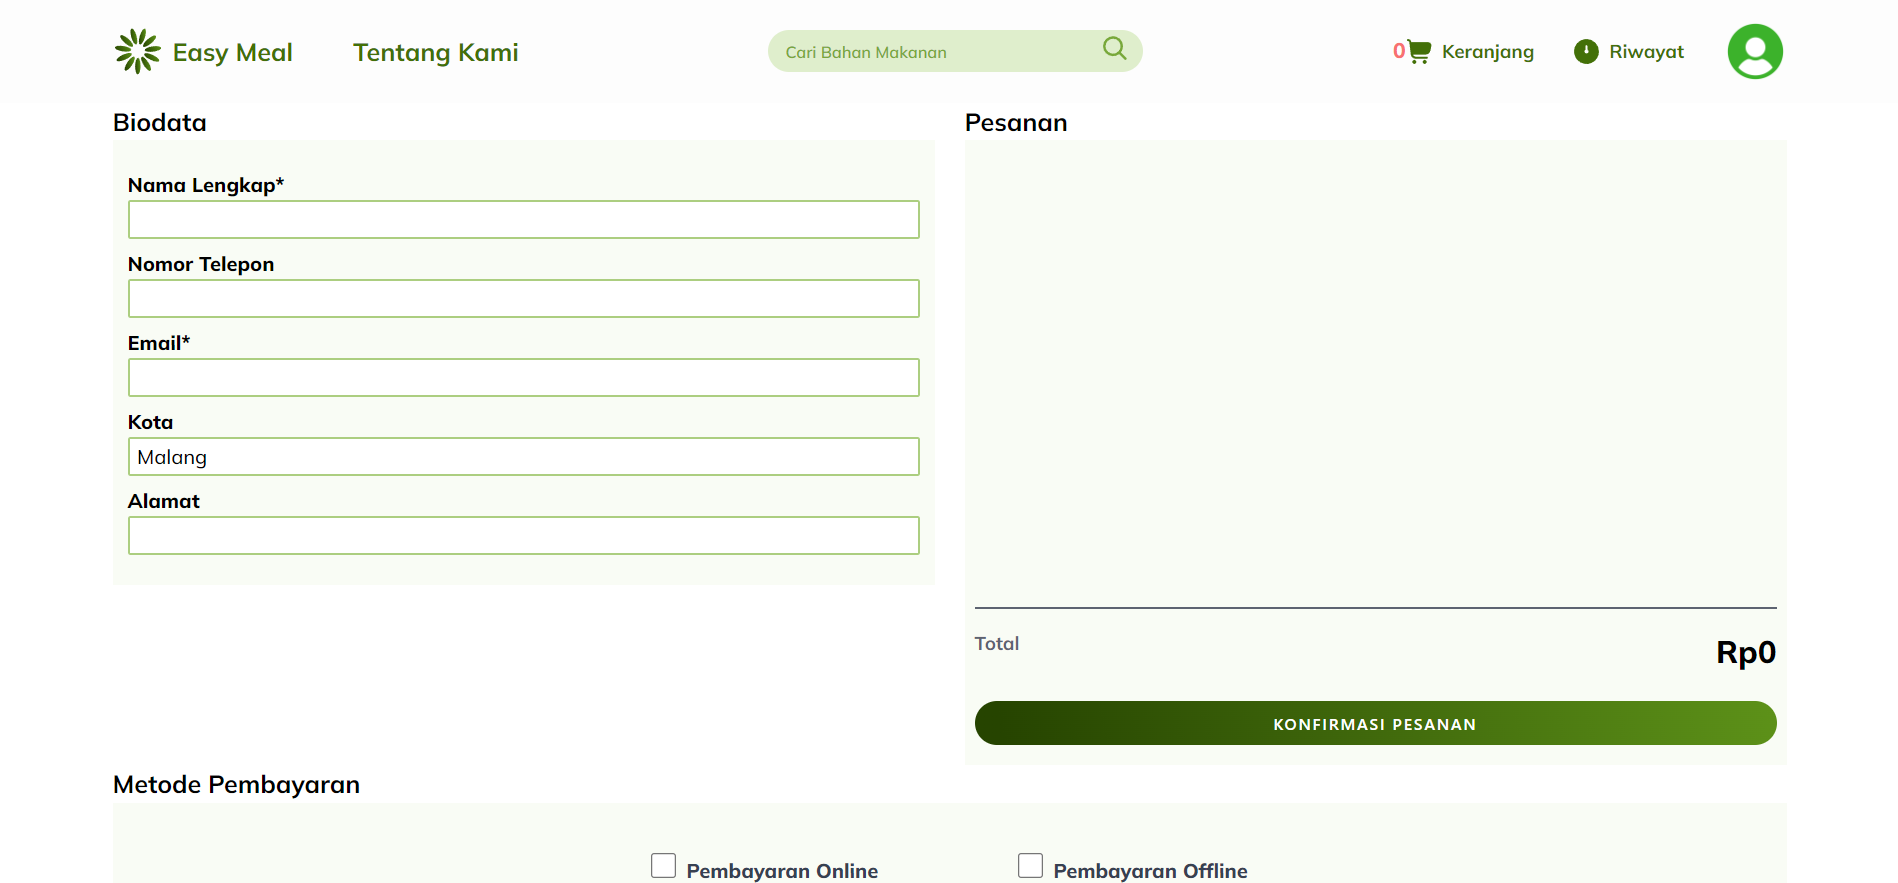 Easy Meal
Tentang Kami
Cari Bahan Makanan
0
Keranjang
Riwayat
Biodata
Nama Lengkap*
Nomor Telepon
Email*
Kota
Malang
Alamat
Pesanan
Total
Rp0
KONFIRMASI PESANAN
Metode Pembayaran
Pembayaran Online
Pembayaran Offline